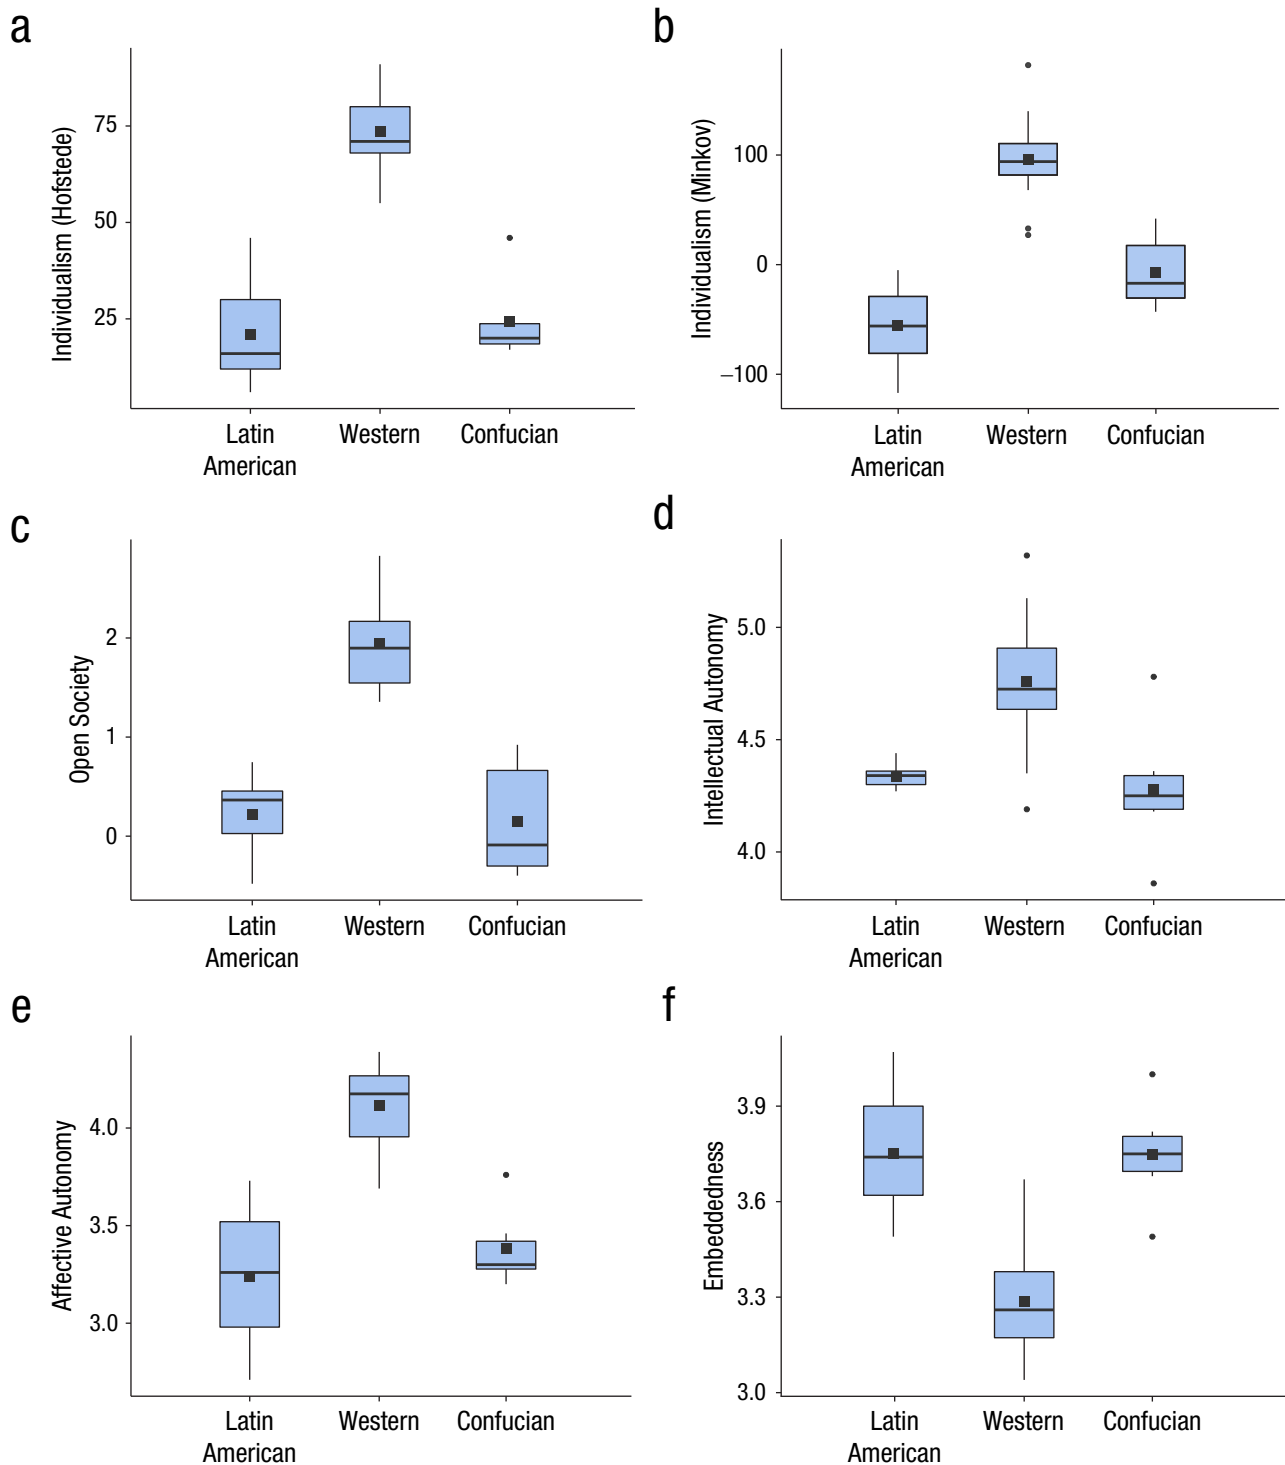 a
Individualism (Hofstede)
75
50
25
Latin
American
Western
Confucian
b
Individualism (Minkov)
100
0
−100
Latin
American
Western
Confucian
c
Open Society
2
1
0
Latin
American
Western
Confucian
d
Intellectual Autonomy
5.0
4.5
4.0
Latin
American
Western
Confucian
e
Affective Autonomy
4.0
3.5
3.0
Latin
American
Western
Confucian
f
Embeddedness
3.9
3.6
3.3
3.0
Latin
American
Western
Confucian